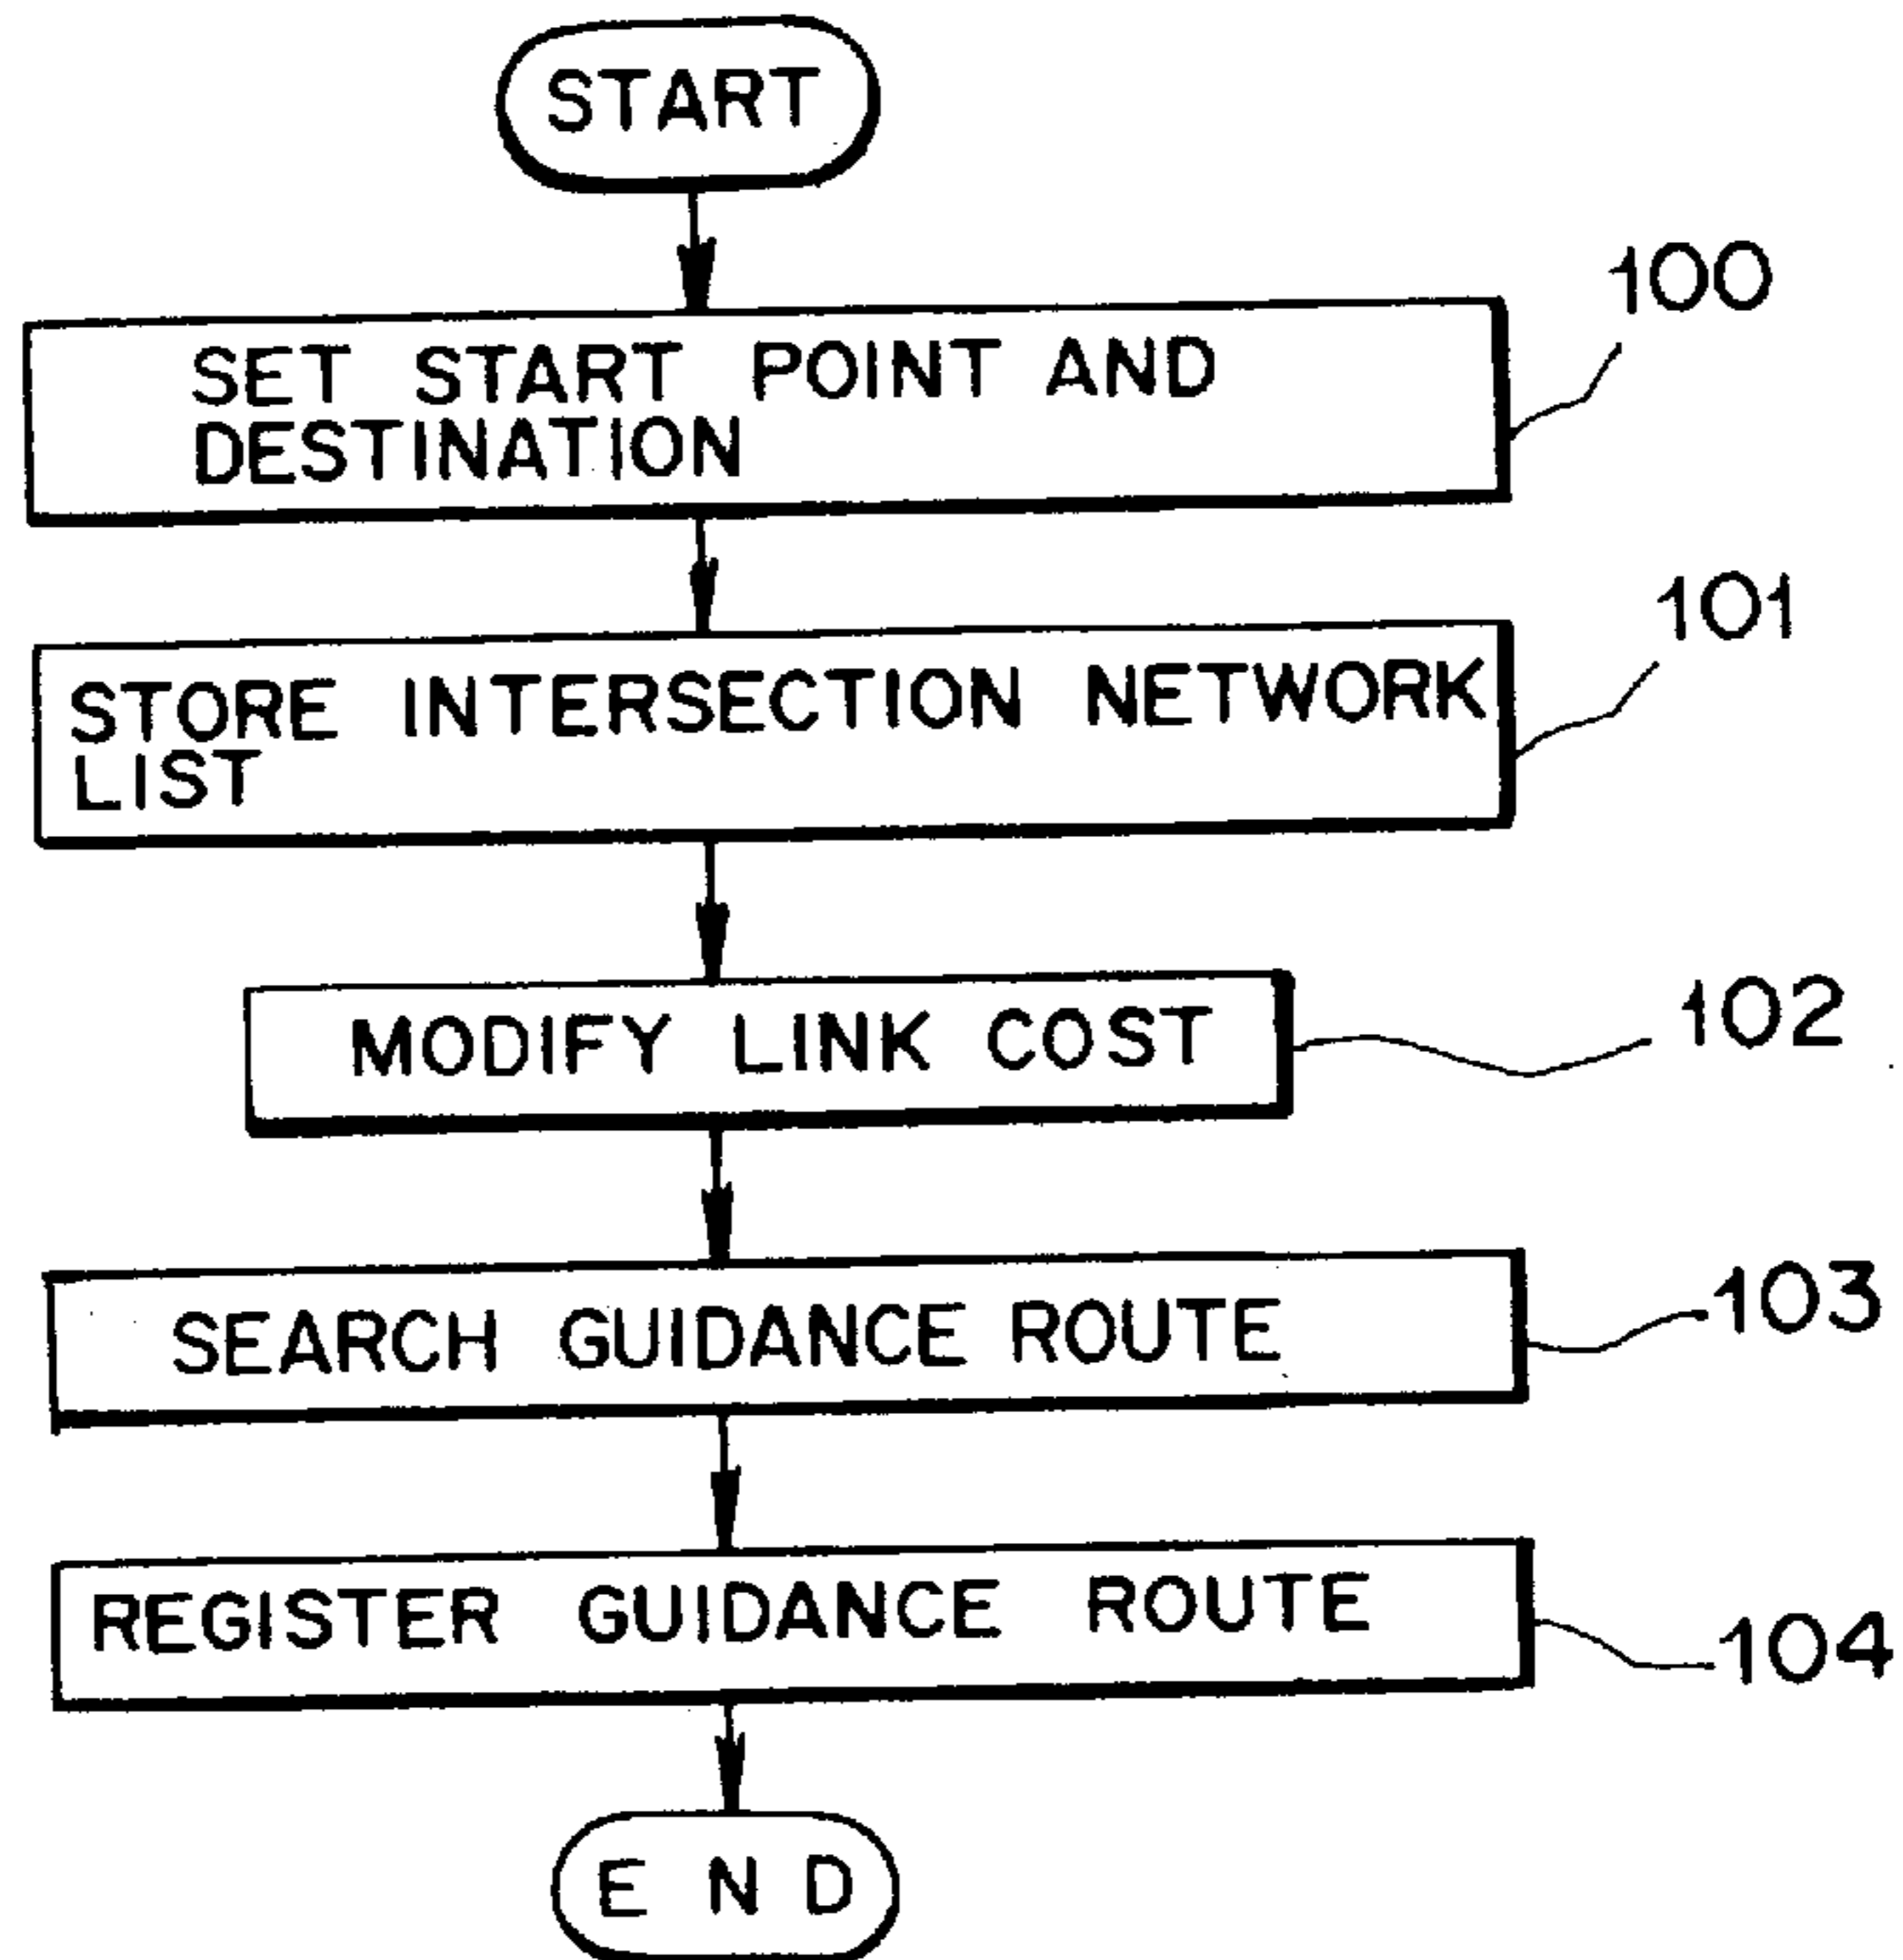 START
100
SET START POINT AND
DESTINATION
101
STORE INTERSECTION NETWORK
LIST
102
MODIFY LINK COST
103
SEARCH GUIDANCE ROUTE
104
REGISTER GUIDANCE ROUTE
END